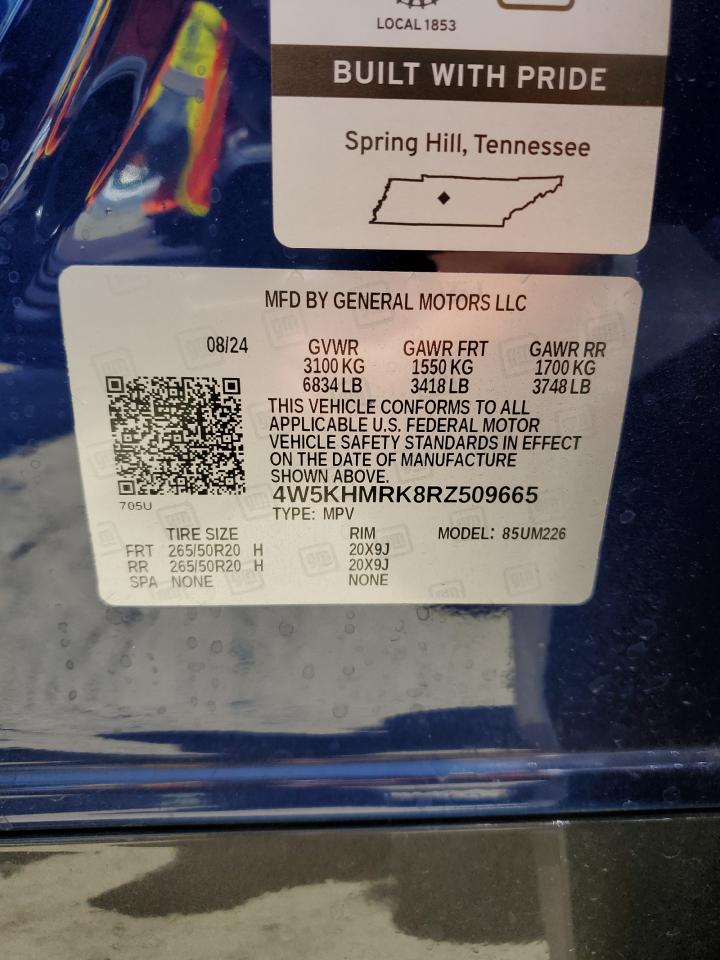 LOCAL 1853
BUILT WITH PRIDE
Spring Hill, Tennessee
MFD BY GENERAL MOTORS LLC
08/24 GVWR GAWR FRT GAWR RR
3100 KG 1550 KG 1700 KG
6834 LB 3418 LB 3748 LB
THIS VEHICLE CONFORMS TO ALL
APPLICABLE U.S. FEDERAL MOTOR
VEHICLE SAFETY STANDARDS IN EFFECT
ON THE DATE OF MANUFACTURE
SHOWN ABOVE.
4W5KHMRK8RZ509665
705U
TYPE: MPV
TIRE SIZE RIM MODEL: 85UM226
FRT 265/50R20 H 20X9J
RR 265/50R20 H 20X9J
SPA NONE NONE